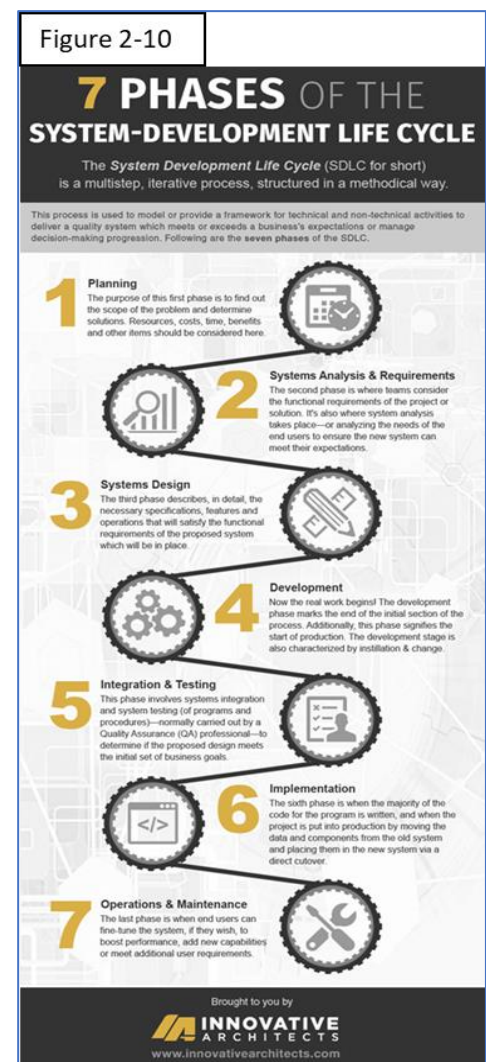 Figure 2-10
7 PHASES OF THE
SYSTEM-DEVELOPMENT LIFE CYCLE
The System Development Life Cycle (SDLC for short)
is a multistep, iterative process, structured in a methodical way.
This process is used to model or provide a framework for technical and non-technical activities to
deliver a quality system which meets or exceeds a business's expectations or manage
decision-making progression. Following are the seven phases of the SDLC.
1
Planning
The purpose of this first phase is to find out
the scope of the problem and determine
solutions. Resources, costs, time, benefits
and other items should be considered here.
2
Systems Analysis & Requirements
The second phase is where teams consider
the functional requirements of the project or
solution. It's also where system analysis
takes place—or analyzing the needs of the
end users to ensure the new system can
meet their expectations.
3
Systems Design
The third phase describes, in detail, the
necessary specifications, features and
operations that will satisfy the functional
requirements of the proposed system
which will be in place.
4
Development
Now the real work begins! The development
phase marks the end of the initial section of the
process. Additionally, this phase signifies the
start of production. The development stage is
also characterized by instillation & change.
5
Integration & Testing
This phase involves systems integration
and system testing (of programs and
procedures)—normally carried out by a
Quality Assurance (QA) professional—to
determine if the proposed design meets
the initial set of business goals.
6
Implementation
The sixth phase is when the majority of the
code for the program is written, and when the
project is put into production by moving the
data and components from the old system
and placing them in the new system via a
direct cutover.
</>
7
Operations & Maintenance
The last phase is when end users can
fine-tune the system, if they wish, to
boost performance, add new capabilities
or meet additional user requirements.
Brought to you by
INNOVATIVE
ARCHITECTS
www.innovativearchitects.com